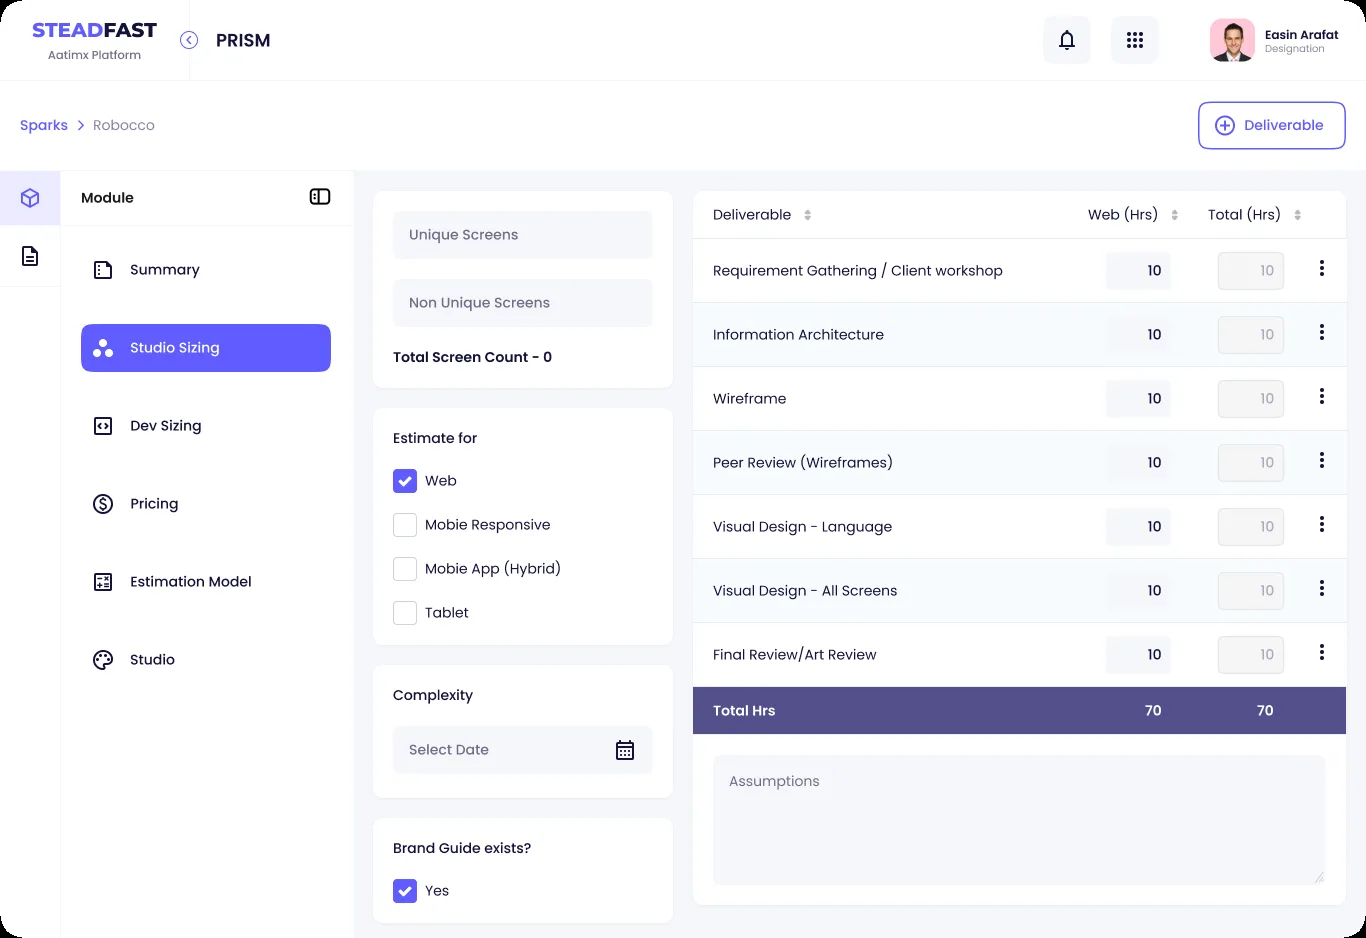 STEADFAST
Aatimx Platform
PRISM
Easin Arafat
Designation
Sparks > Robocco
Deliverable
Module
Summary
Studio Sizing
Dev Sizing
Pricing
Estimation Model
Studio
Unique Screens
Non Unique Screens
Total Screen Count - 0
Estimate for
Web
Mobie Responsive
Mobie App (Hybrid)
Tablet
Complexity
Select Date
Brand Guide exists?
Yes
Deliverable Web (Hrs) Total (Hrs)
Requirement Gathering / Client workshop 10 10
Information Architecture 10 10
Wireframe 10 10
Peer Review (Wireframes) 10 10
Visual Design - Language 10 10
Visual Design - All Screens 10 10
Final Review/Art Review 10 10
Total Hrs 70 70
Assumptions